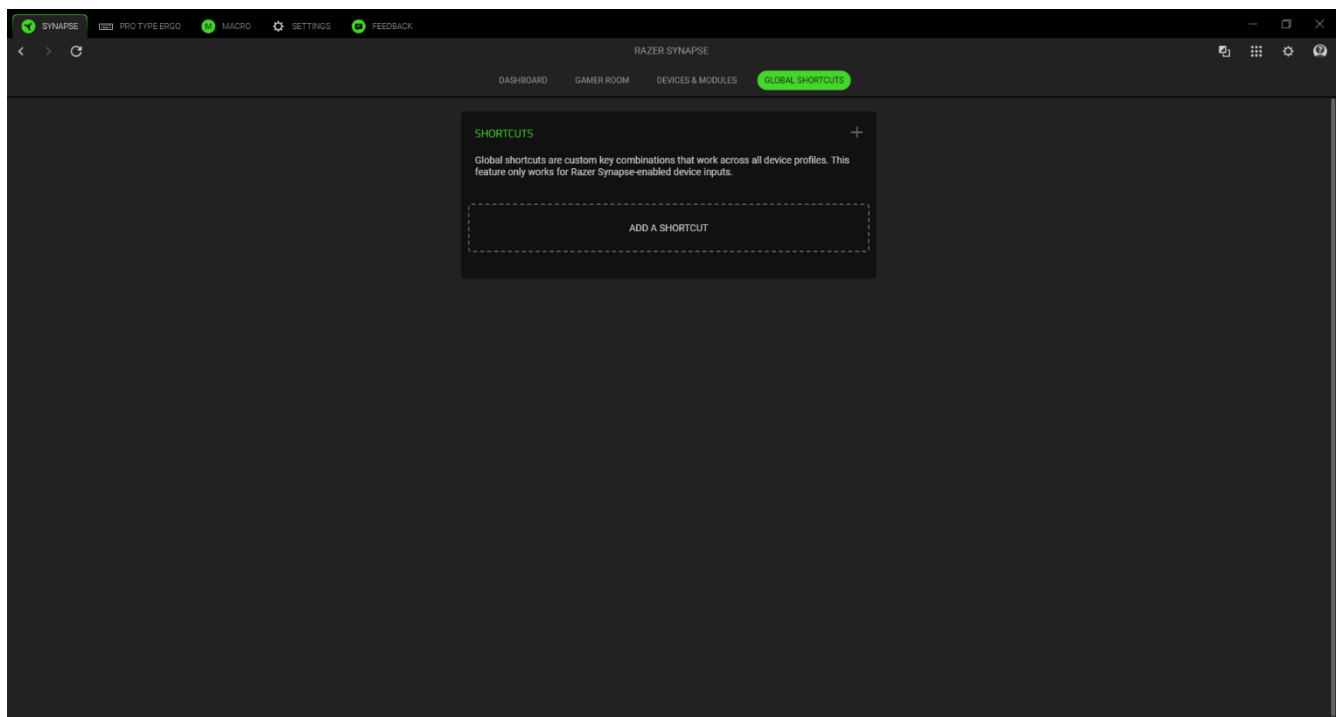 SYNAPSE PRO TYPE ERGO M MACRO SETTINGS FEEDBACK
RAZER SYNAPSE
DASHBOARD GAMER ROOM DEVICES & MODULES GLOBAL SHORTCUTS
SHORTCUTS
Global shortcuts are custom key combinations that work across all device profiles. This
feature only works for Razer Synapse-enabled device inputs.
ADD A SHORTCUT